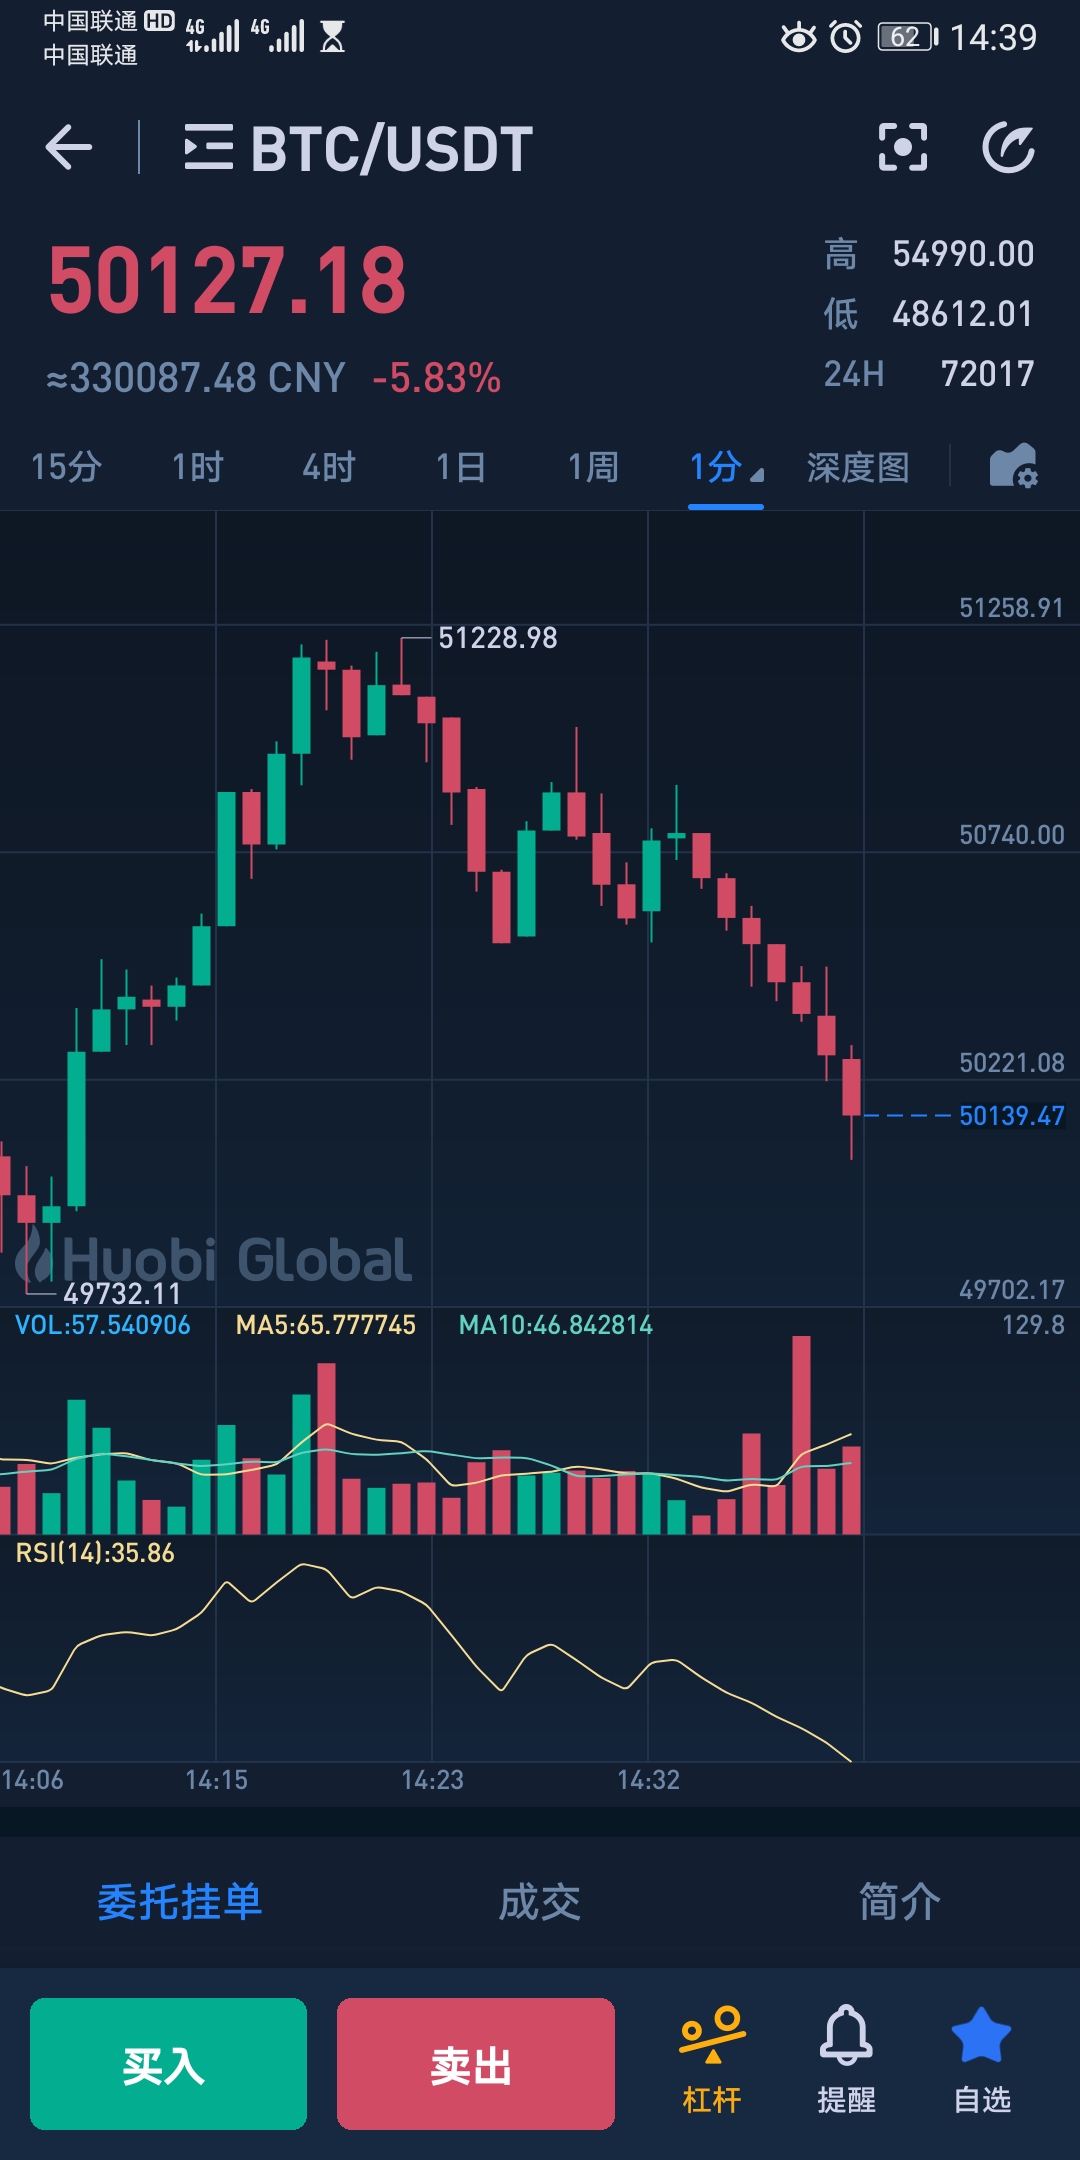 中国联通 HD 4G 4G 62 14:39
中国联通
BTC/USDT
50127.18
高 54990.00
低 48612.01
≈330087.48 CNY -5.83%
24H 72017
15分 1时 4时 1日 1周 1分 深度图
51258.91
51228.98
50740.00
50221.08
50139.47
Huobi Global
49732.11
49702.17
VOL:57.540906 MA5:65.777745 MA10:46.842814 129.8
RSI(14):35.86
14:06 14:15 14:23 14:32
委托挂单 成交 简介
买入 卖出 杠杆 提醒 自选